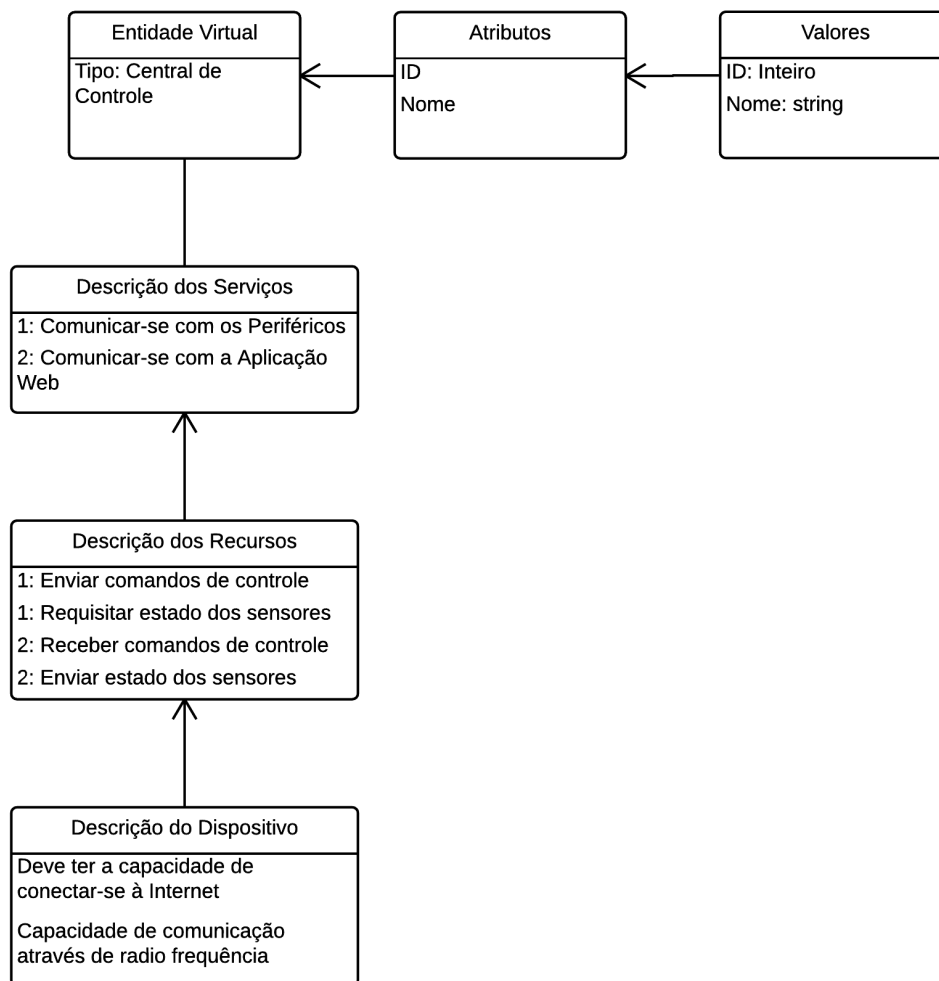 Entidade Virtual
Tipo: Central de
Controle
Atributos
ID
Nome
Valores
ID: Inteiro
Nome: string
Descrição dos Serviços
1: Comunicar-se com os Periféricos
2: Comunicar-se com a Aplicação
Web
Descrição dos Recursos
1: Enviar comandos de controle
1: Requisitar estado dos sensores
2: Receber comandos de controle
2: Enviar estado dos sensores
Descrição do Dispositivo
Deve ter a capacidade de
conectar-se à Internet
Capacidade de comunicação
através de radio frequência